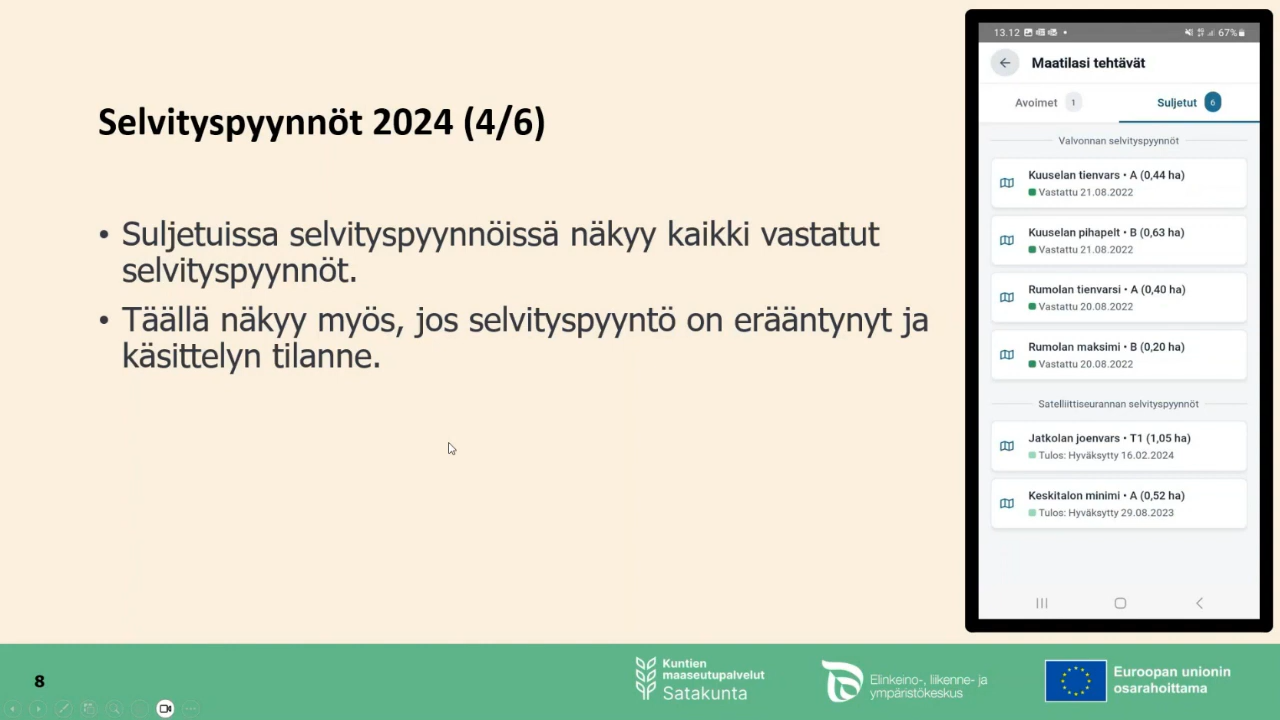 Selvityspyynnöt 2024 (4/6)
• Suljetuissa selvityspyynnöissä näkyy kaikki vastatut
selvityspyynnöt.
• Täällä näkyy myös, jos selvityspyyntö on erääntynyt ja
käsittelyn tilanne.
13.12
67%
Maatilasi tehtävät
Avoimet 1
Suljetut 6
Valvonnan selvityspyynnöt
Kuuselan tienvars • A (0,44 ha)
Vastattu 21.08.2022
Kuuselan pihapelt • B (0,63 ha)
Vastattu 21.08.2022
Rumolan tienvarsi • A (0,40 ha)
Vastattu 20.08.2022
Rumolan maksimi • B (0,20 ha)
Vastattu 20.08.2022
Satelliittiseurannan selvityspyynnöt
Jatkolan joenvars • T1 (1,05 ha)
Tulos: Hyväksytty 16.02.2024
Keskitalon minimi • A (0,52 ha)
Tulos: Hyväksytty 29.08.2023
8
Kuntien
maaseutupalvelut
Satakunta
Elinkeino-, liikenne- ja
ympäristökeskus
Euroopan unionin
osarahoittama